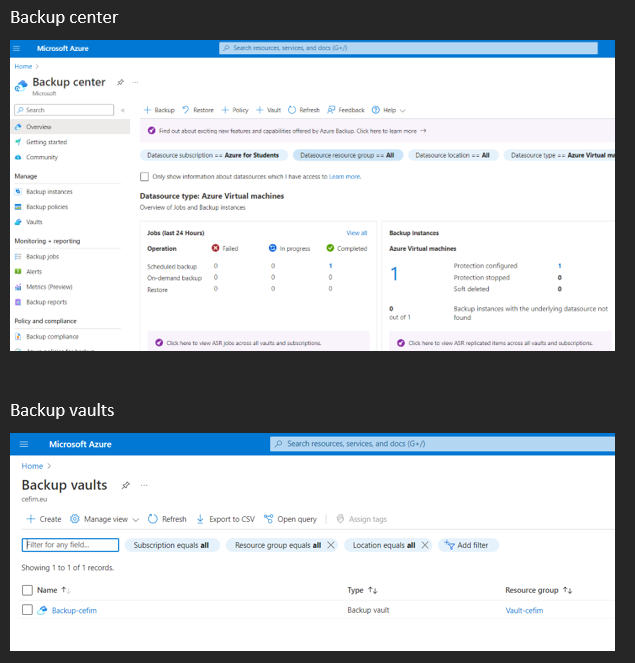 Backup center
Microsoft Azure
Search resources, services, and docs (G+/)
Home >
Backup center
Microsoft
Search
Backup Restore Policy Vault Refresh Feedback Help
Overview
Getting started
Community
Manage
Backup instances
Backup policies
Vaults
Monitoring + reporting
Backup jobs
Alerts
Metrics (Preview)
Backup reports
Policy and compliance
Backup compliance
Find out about exciting new features and capabilities offered by Azure Backup. Click here to learn more →
Datasource subscription == Azure for Students Datasource resource group == All Datasource location == All Datasource type == Azure Virtual ma
Only show information about datasources which I have access to Learn more.
Datasource type: Azure Virtual machines
Overview of Jobs and Backup instances
Jobs (last 24 Hours) View all
Operation Failed In progress Completed
Scheduled backup 0 0 1
On-demand backup 0 0 0
Restore 0 0 0
Click here to view ASR jobs across all vaults and subscriptions.
Backup instances
Azure Virtual machines
1
Protection configured 1
Protection stopped 0
Soft deleted 0
0 out of 1
Backup instances with the underlying datasource not found
Click here to view ASR replicated items across all vaults and subscriptions.
Backup vaults
Microsoft Azure
Search resources, services, and docs (G+/)
Home >
Backup vaults
cefim.eu
Create Manage view Refresh Export to CSV Open query Assign tags
Filter for any field... Subscription equals all Resource group equals all Location equals all Add filter
Showing 1 to 1 of 1 records.
Name Type Resource group
Backup-cefim Backup vault Vault-cefim